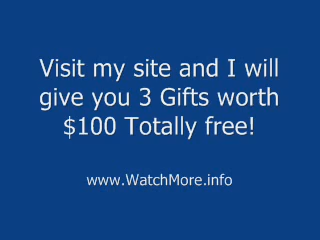 Visit my site and I will
give you 3 Gifts worth
$100 Totally free!
www.WatchMore.info